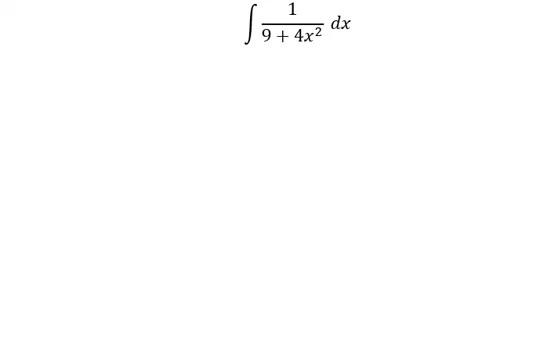 ∫ 1/(9 + 4x²) dx